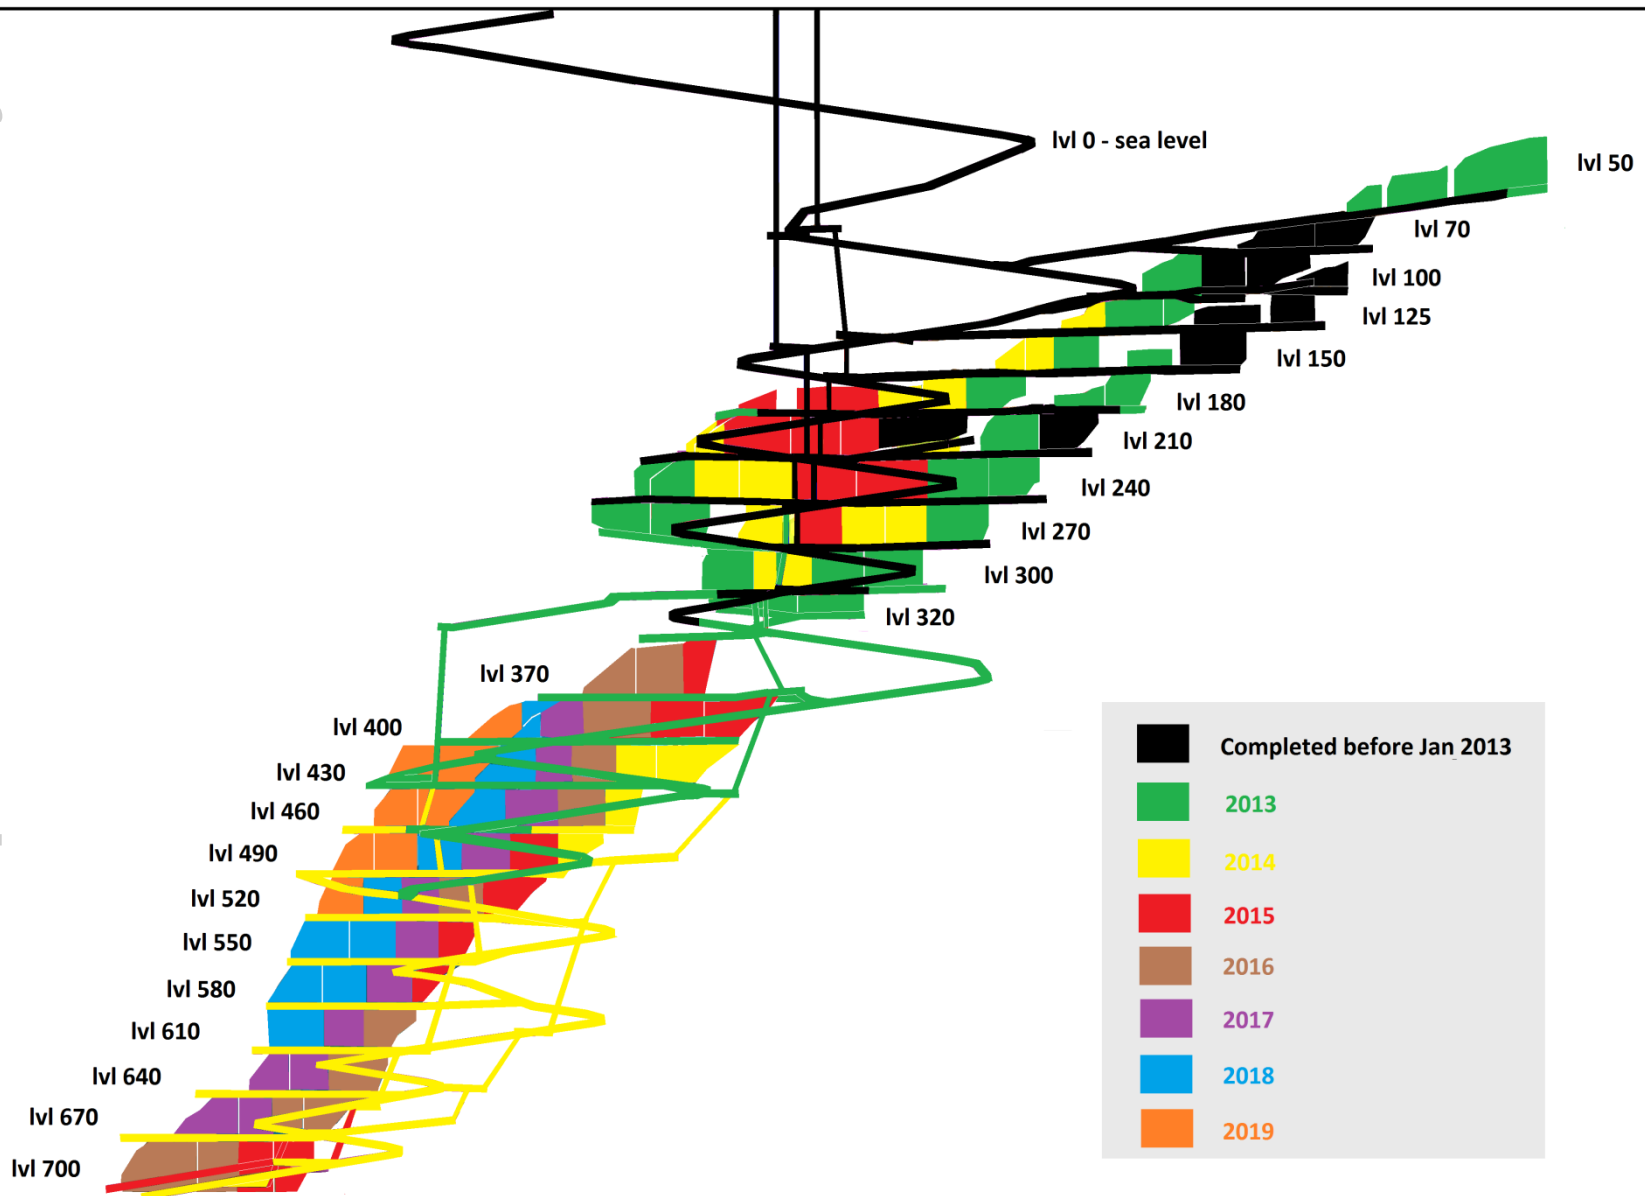 lvl 0 - sea level
lvl 50
lvl 70
lvl 100
lvl 125
lvl 150
lvl 180
lvl 210
lvl 240
lvl 270
lvl 300
lvl 320
lvl 370
lvl 400
lvl 430
lvl 460
lvl 490
lvl 520
lvl 550
lvl 580
lvl 610
lvl 640
lvl 670
lvl 700
Completed before Jan 2013
2013
2014
2015
2016
2017
2018
2019